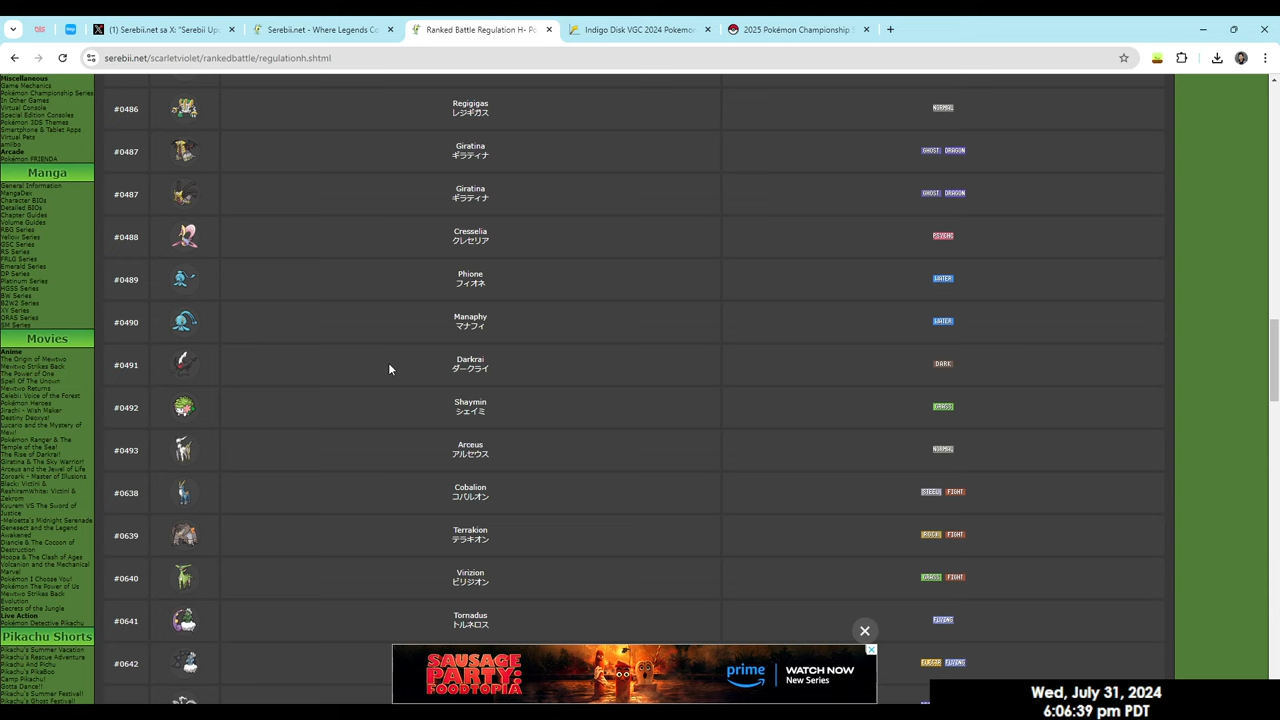 (1) Serebii.net sa X: "Serebii Up
Serebii.net - Where Legends Co
Ranked Battle Regulation H- Po
Indigo Disk VGC 2024 Pokemon
2025 Pokémon Championship S
serebii.net/scarletviolet/rankedbattle/regulationh.shtml
Miscellaneous
Game Mechanics
Pokémon Championship Series
In Other Games
Virtual Console
Special Edition Consoles
Pokémon 3DS Themes
Smartphone & Tablet Apps
Virtual Pets
amiibo
Arcade
Pokémon FRIENDA
Manga
General Information
MangaDex
Character BIOs
Detailed BIOs
Chapter Guides
Volume Guides
RBG Series
Yellow Series
GSC Series
RS Series
FRLG Series
Emerald Series
DP Series
Platinum Series
HGSS Series
BW Series
B2W2 Series
XY Series
ORAS Series
SM Series
Movies
Anime
The Origin of Mewtwo
Mewtwo Strikes Back
The Power of One
Spell Of The Unown
Mewtwo Returns
Celebi: Voice of the Forest
Pokémon Heroes
Jirachi - Wish Maker
Destiny Deoxys!
Lucario and the Mystery of
Mew!
Pokémon Ranger & The
Temple of the Sea!
The Rise of Darkrai!
Giratina & The Sky Warrior!
Arceus and the Jewel of Life
Zoroark - Master of Illusions
Black: Victini &
ReshiramWhite: Victini &
Zekrom
Kyurem VS The Sword of
Justice
-Meloetta's Midnight Serenade
Genesect and the Legend
Awakened
Diancie & The Cocoon of
Destruction
Hoopa & The Clash of Ages
Volcanion and the Mechanical
Marvel
Pokémon I Choose You!
Pokémon The Power of Us
Mewtwo Strikes Back
Evolution
Secrets of the Jungle
Live Action
Pokémon Detective Pikachu
Pikachu Shorts
Pikachu's Summer Vacation
Pikachu's Rescue Adventure
Pikachu And Pichu
Pikachu's PikaBoo
Camp Pikachu!
Gotta Dance!!
Pikachu's Summer Festival!
Pikachu's Ghost Festival!
#0486 Regigigas NORMAL
レジギガス
#0487 Giratina GHOST DRAGON
ギラティナ
#0487 Giratina GHOST DRAGON
ギラティナ
#0488 Cresselia PSYCHC
クレセリア
#0489 Phione WATER
フィオネ
#0490 Manaphy WATER
マナフィ
#0491 Darkrai DARK
ダークライ
#0492 Shaymin GRASS
シェイミ
#0493 Arceus NORMAL
アルセウス
#0638 Cobalion STEEL FIGHT
コバルオン
#0639 Terrakion ROCK FIGHT
テラキオン
#0640 Virizion GRASS FIGHT
ビリジオン
#0641 Tornadus FLYING
トルネロス
#0642 ELECTR FLYING
SAUSAGE
PARTY:
FOODTOPIA
prime
WATCH NOW
New Series
Wed, July 31, 2024
6:06:39 pm PDT